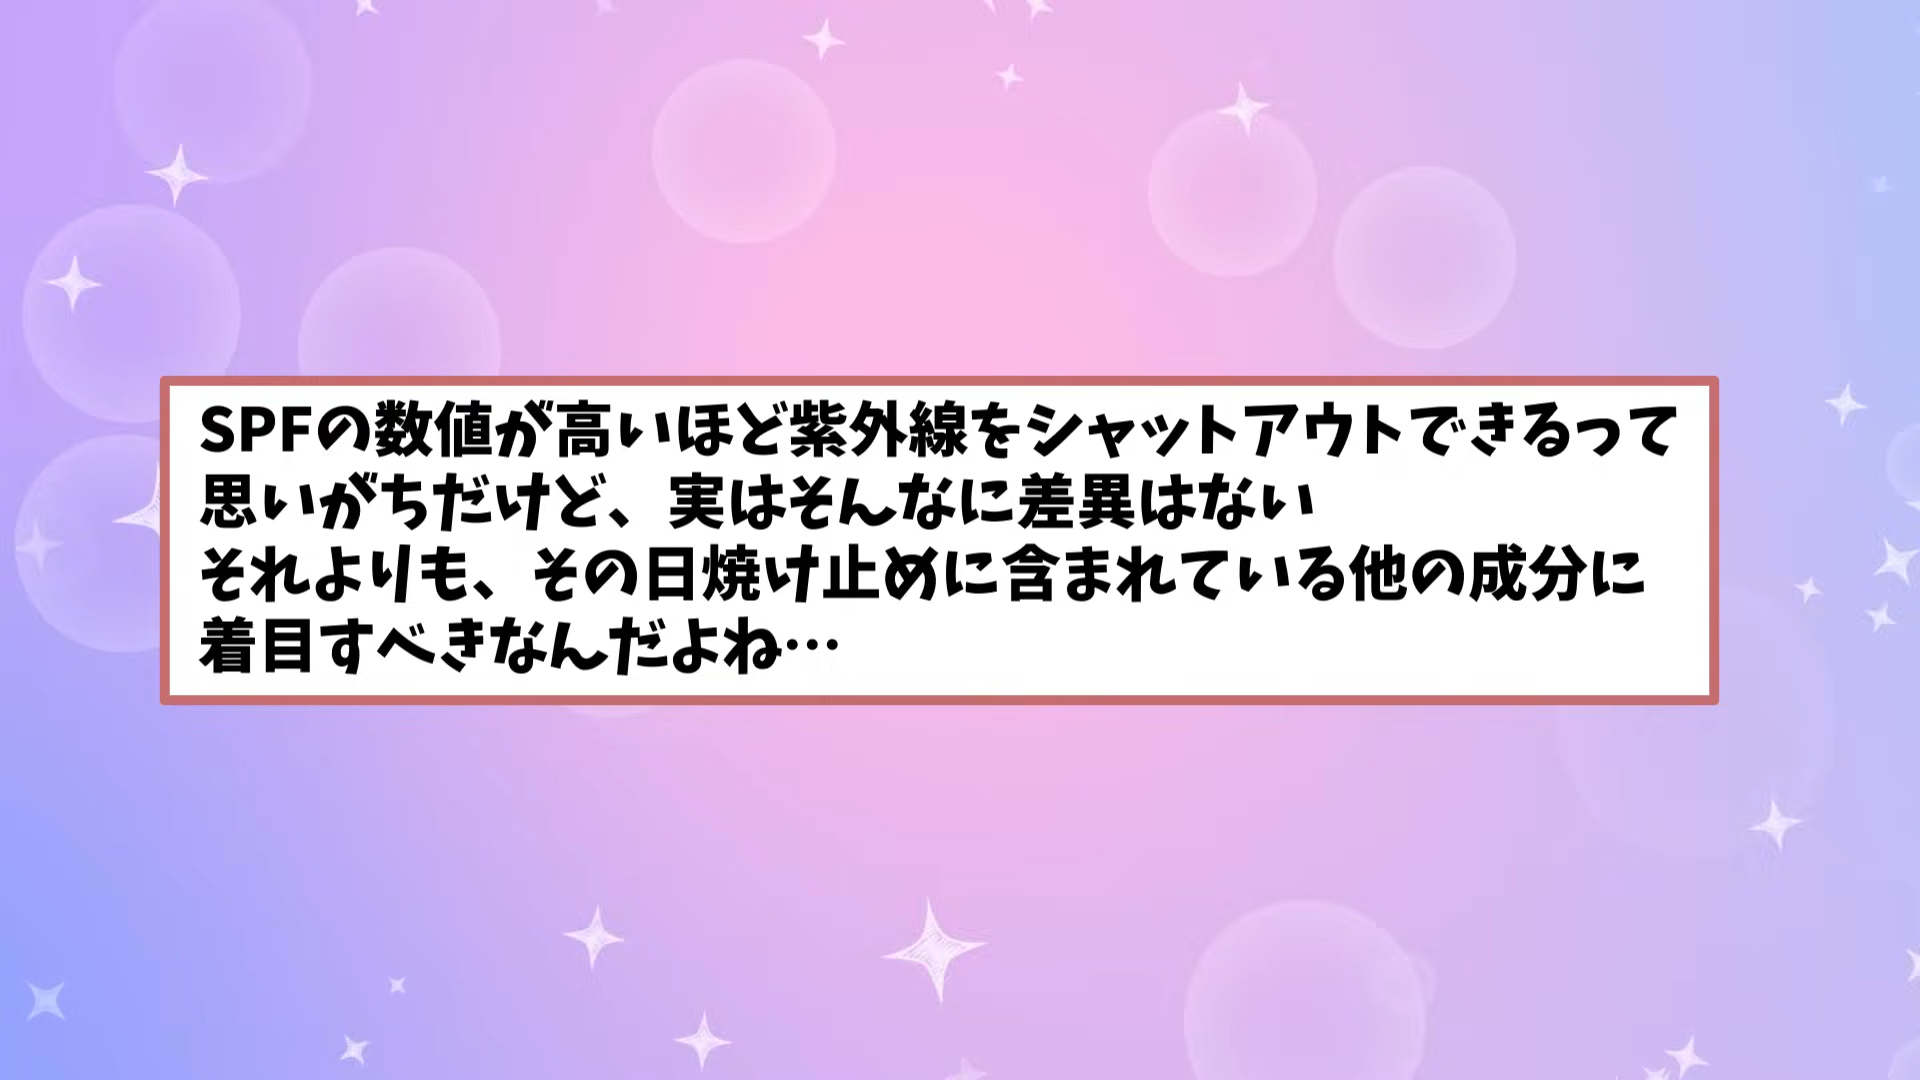 SPFの数値が高いほど紫外線をシャットアウトできるって
思いがちだけど、実はそんなに差異はない
それよりも、その日焼け止めに含まれている他の成分に
着目すべきなんだよね…